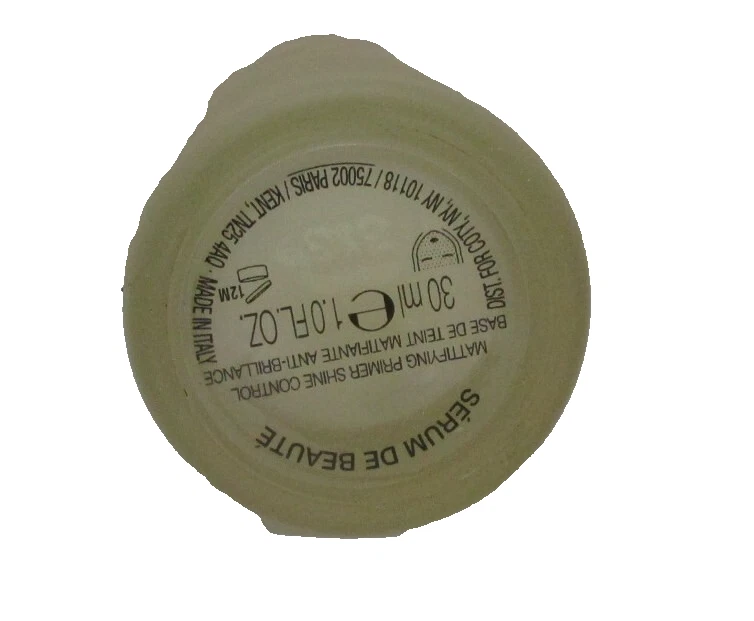 SÉRUM DE BEAUTÉ
MATTIFYING PRIMER SHINE CONTROL
BASE DE TEINT MATIFIANTE ANTI-BRILLANCE
30 ml e 1.0 FL.OZ.
12M
DIST. FOR COTY, NY, NY 10118 / 75002 PARIS / KENT, TN25 4AQ · MADE IN ITALY